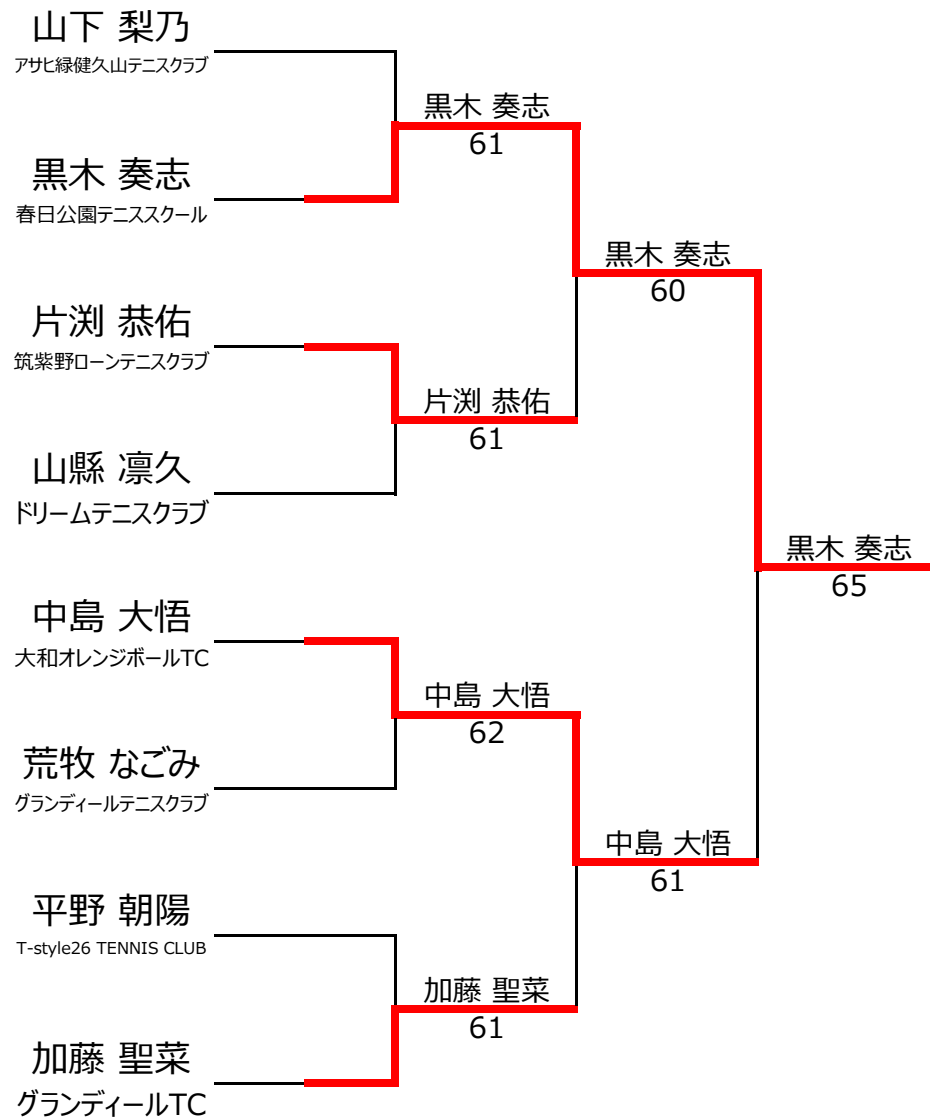 山下 梨乃
アサヒ緑健久山テニスクラブ
黒木 奏志
61
黒木 奏志
春日公園テニススクール
黒木 奏志
60
片渕 恭佑
筑紫野ローンテニスクラブ
片渕 恭佑
61
山縣 凛久
ドリームテニスクラブ
黒木 奏志
65
中島 大悟
大和オレンジボールTC
中島 大悟
62
荒牧 なごみ
グランディールテニスクラブ
中島 大悟
61
平野 朝陽
T-style26 TENNIS CLUB
加藤 聖菜
61
加藤 聖菜
グランディールTC